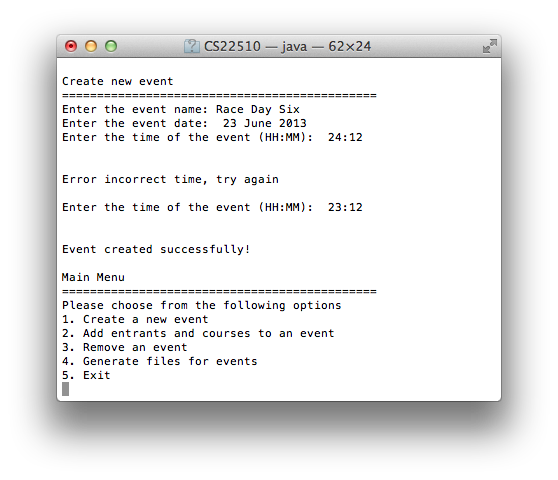 CS22510 — java — 62×24
Create new event
=============================================
Enter the event name: Race Day Six
Enter the event date:  23 June 2013
Enter the time of the event (HH:MM):  24:12
Error incorrect time, try again
Enter the time of the event (HH:MM):  23:12
Event created successfully!
Main Menu
=============================================
Please choose from the following options
1. Create a new event
2. Add entrants and courses to an event
3. Remove an event
4. Generate files for events
5. Exit